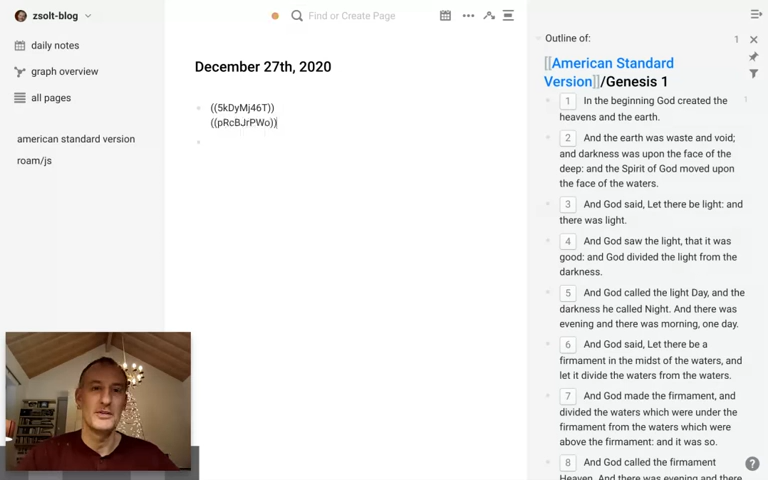 zsolt-blog
Find or Create Page
daily notes
graph overview
all pages
american standard version
roam/js
December 27th, 2020
((5kDyMj46T))
((pRcBJrPWo))
Outline of:
1
[[American Standard
Version]]/Genesis 1
1 In the beginning God created the
heavens and the earth.
1
2 And the earth was waste and void;
and darkness was upon the face of the
deep: and the Spirit of God moved upon
the face of the waters.
3 And God said, Let there be light: and
there was light.
4 And God saw the light, that it was
good: and God divided the light from the
darkness.
5 And God called the light Day, and the
darkness he called Night. And there was
evening and there was morning, one day.
6 And God said, Let there be a
firmament in the midst of the waters, and
let it divide the waters from the waters.
7 And God made the firmament, and
divided the waters which were under the
firmament from the waters which were
above the firmament: and it was so.
8 And God called the firmament
Heaven. And there was evening and there
?